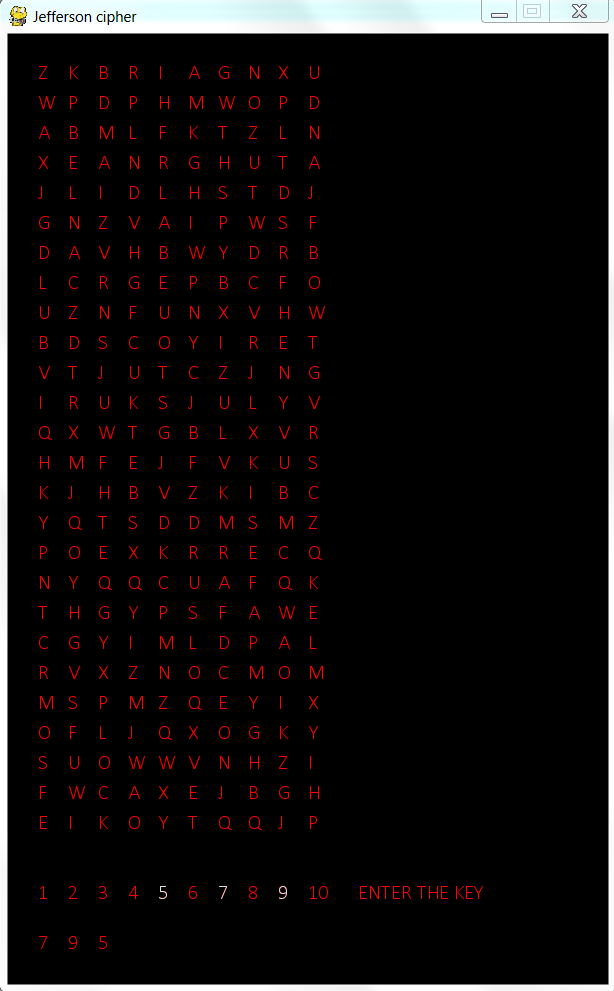 Jefferson cipher
Z K B R I A G N X U
W P D P H M W O P D
A B M L F K T Z L N
X E A N R G H U T A
J L I D L H S T D J
G N Z V A I P W S F
D A V H B W Y D R B
L C R G E P B C F O
U Z N F U N X V H W
B D S C O Y I R E T
V T J U T C Z J N G
I R U K S J U L Y V
Q X W T G B L X V R
H M F E J F V K U S
K J H B V Z K I B C
Y Q T S D D M S M Z
P O E X K R R E C Q
N Y Q Q C U A F Q K
T H G Y P S F A W E
C G Y I M L D P A L
R V X Z N O C M O M
M S P M Z Q E Y I X
O F L J Q X O G K Y
S U O W W V N H Z I
F W C A X E J B G H
E I K O Y T Q Q J P
1 2 3 4 5 6 7 8 9 10 ENTER THE KEY
7 9 5